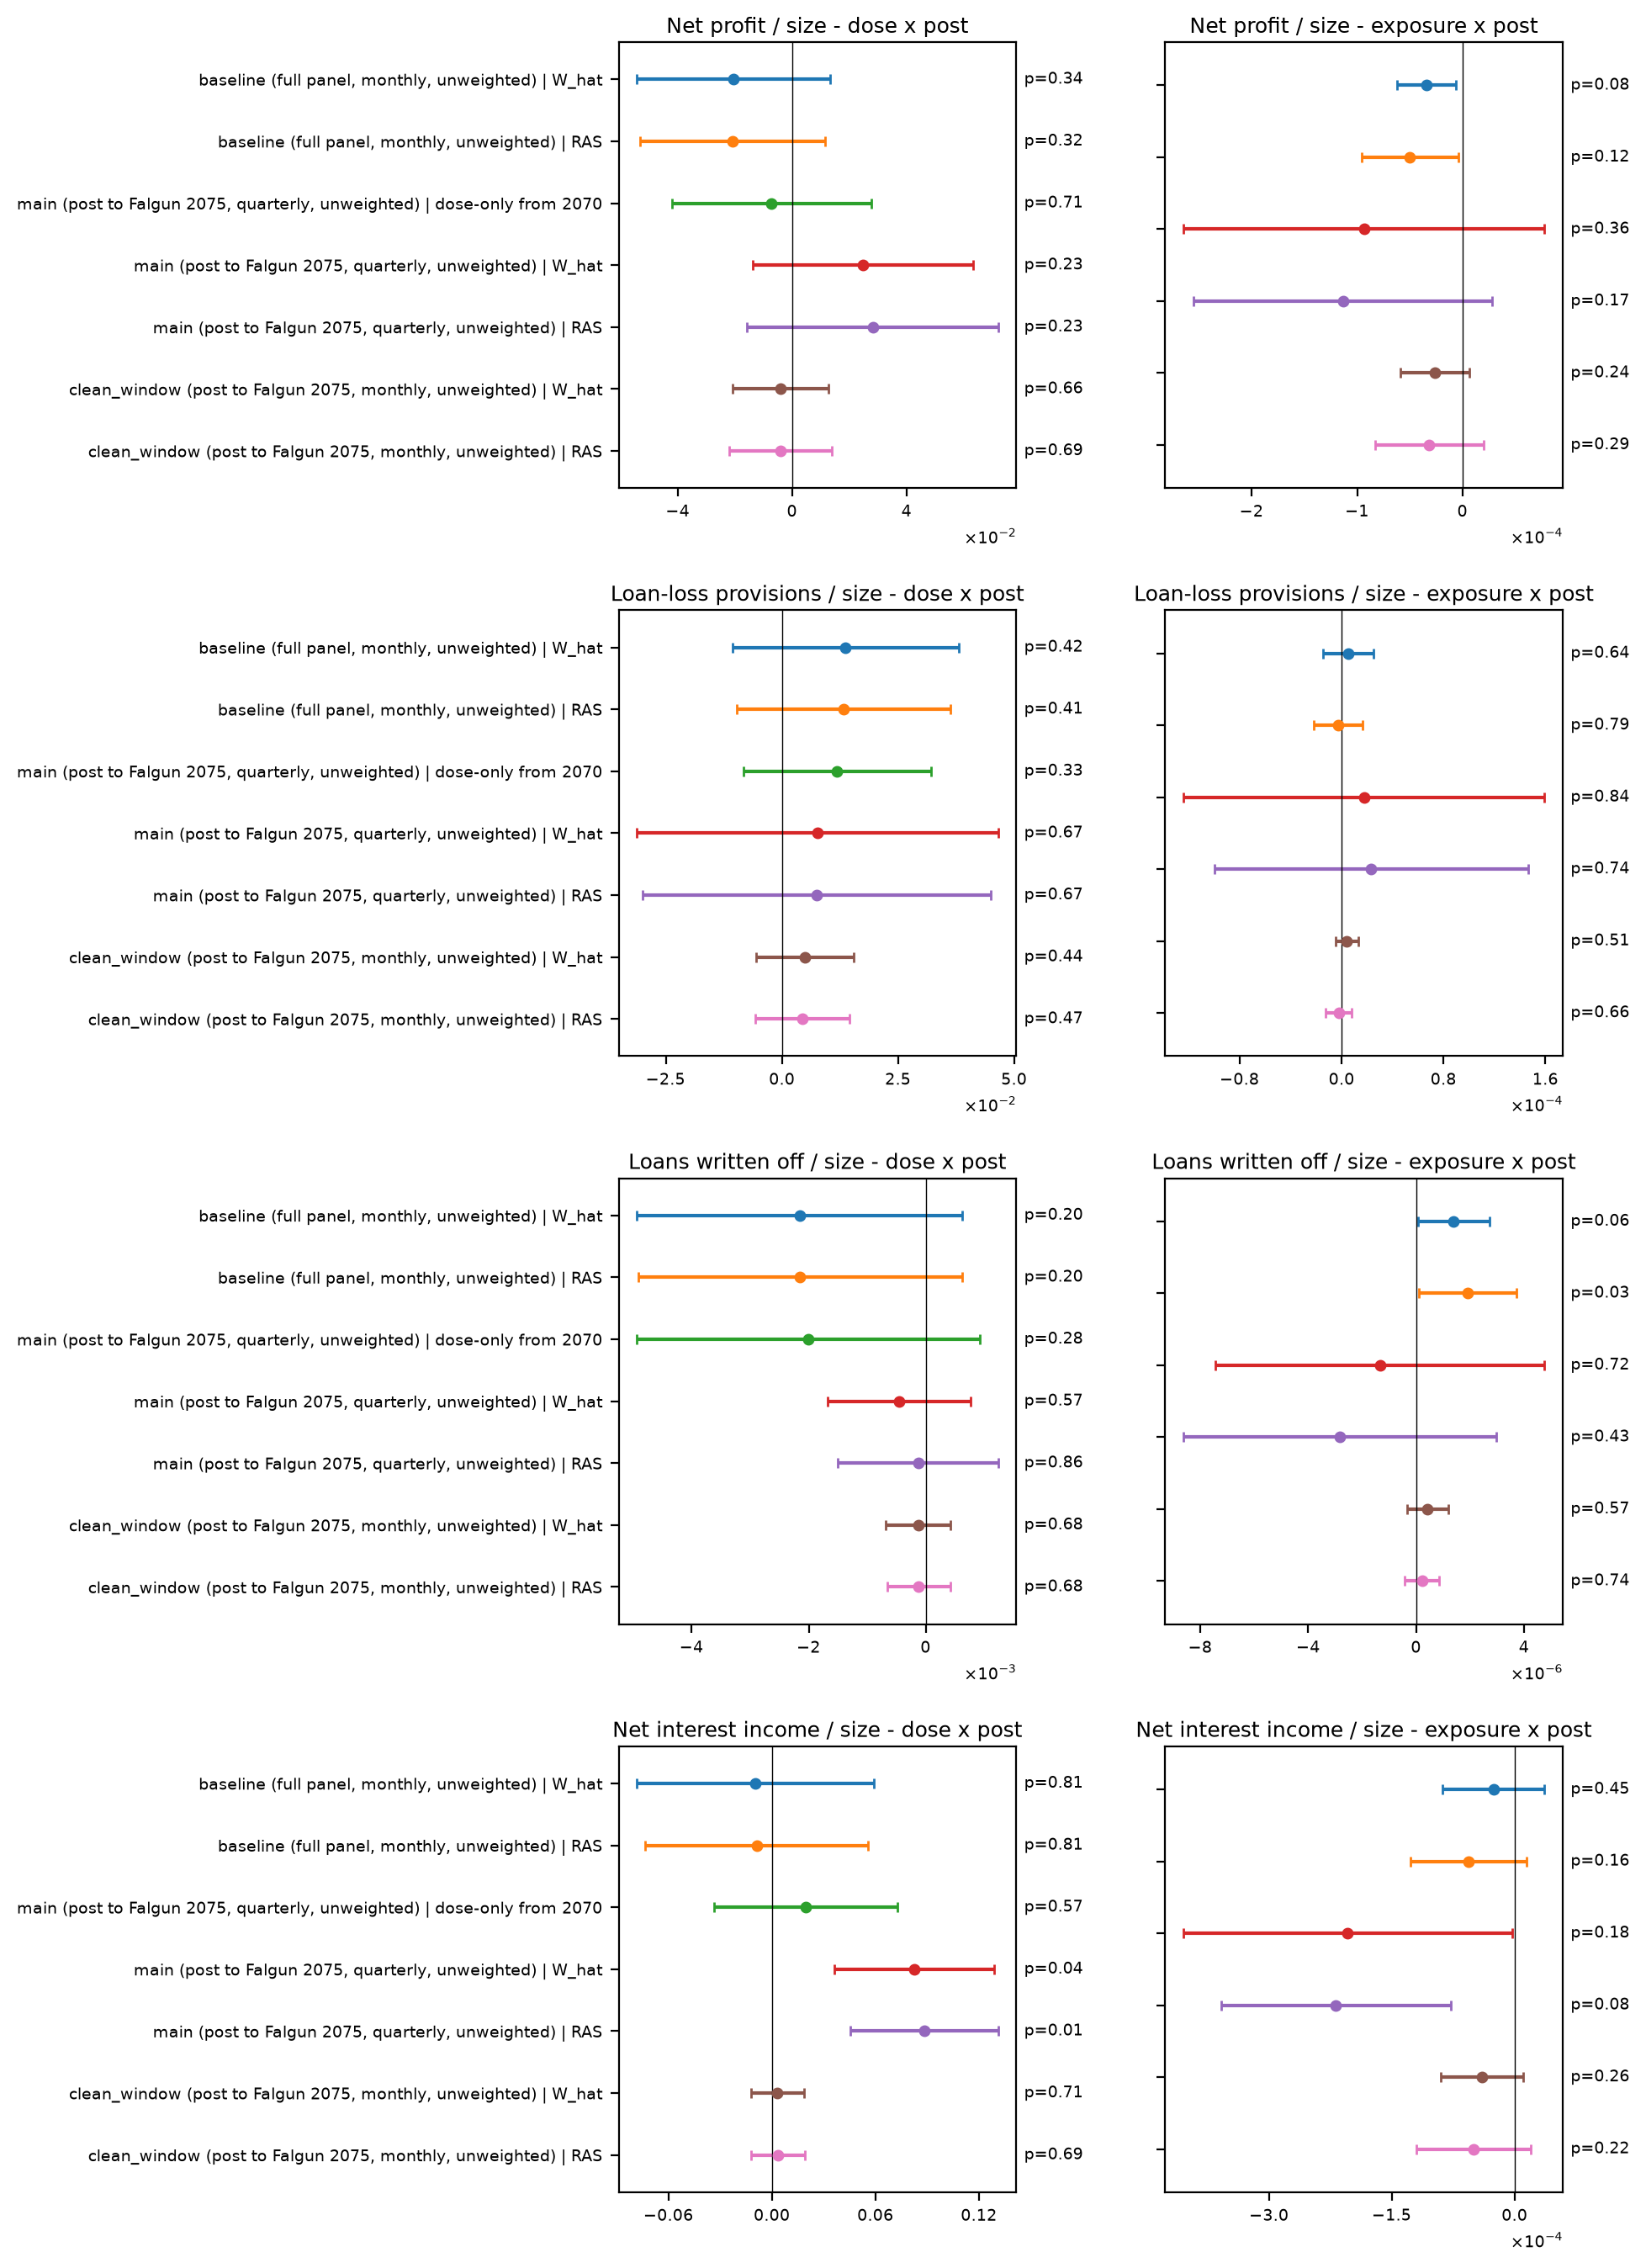 Net profit / size - dose x post
baseline (full panel, monthly, unweighted) | W_hat
p=0.34
baseline (full panel, monthly, unweighted) | RAS
p=0.32
main (post to Falgun 2075, quarterly, unweighted) | dose-only from 2070
p=0.71
main (post to Falgun 2075, quarterly, unweighted) | W_hat
p=0.23
main (post to Falgun 2075, quarterly, unweighted) | RAS
p=0.23
clean_window (post to Falgun 2075, monthly, unweighted) | W_hat
p=0.66
clean_window (post to Falgun 2075, monthly, unweighted) | RAS
p=0.69
−4 0 4
×10⁻²
Net profit / size - exposure x post
p=0.08
p=0.12
p=0.36
p=0.17
p=0.24
p=0.29
−2 −1 0
×10⁻⁴
Loan-loss provisions / size - dose x post
baseline (full panel, monthly, unweighted) | W_hat
p=0.42
baseline (full panel, monthly, unweighted) | RAS
p=0.41
main (post to Falgun 2075, quarterly, unweighted) | dose-only from 2070
p=0.33
main (post to Falgun 2075, quarterly, unweighted) | W_hat
p=0.67
main (post to Falgun 2075, quarterly, unweighted) | RAS
p=0.67
clean_window (post to Falgun 2075, monthly, unweighted) | W_hat
p=0.44
clean_window (post to Falgun 2075, monthly, unweighted) | RAS
p=0.47
−2.5 0.0 2.5 5.0
×10⁻²
Loan-loss provisions / size - exposure x post
p=0.64
p=0.79
p=0.84
p=0.74
p=0.51
p=0.66
−0.8 0.0 0.8 1.6
×10⁻⁴
Loans written off / size - dose x post
baseline (full panel, monthly, unweighted) | W_hat
p=0.20
baseline (full panel, monthly, unweighted) | RAS
p=0.20
main (post to Falgun 2075, quarterly, unweighted) | dose-only from 2070
p=0.28
main (post to Falgun 2075, quarterly, unweighted) | W_hat
p=0.57
main (post to Falgun 2075, quarterly, unweighted) | RAS
p=0.86
clean_window (post to Falgun 2075, monthly, unweighted) | W_hat
p=0.68
clean_window (post to Falgun 2075, monthly, unweighted) | RAS
p=0.68
−4 −2 0
×10⁻³
Loans written off / size - exposure x post
p=0.06
p=0.03
p=0.72
p=0.43
p=0.57
p=0.74
−8 −4 0 4
×10⁻⁶
Net interest income / size - dose x post
baseline (full panel, monthly, unweighted) | W_hat
p=0.81
baseline (full panel, monthly, unweighted) | RAS
p=0.81
main (post to Falgun 2075, quarterly, unweighted) | dose-only from 2070
p=0.57
main (post to Falgun 2075, quarterly, unweighted) | W_hat
p=0.04
main (post to Falgun 2075, quarterly, unweighted) | RAS
p=0.01
clean_window (post to Falgun 2075, monthly, unweighted) | W_hat
p=0.71
clean_window (post to Falgun 2075, monthly, unweighted) | RAS
p=0.69
−0.06 0.00 0.06 0.12
Net interest income / size - exposure x post
p=0.45
p=0.16
p=0.18
p=0.08
p=0.26
p=0.22
−3.0 −1.5 0.0
×10⁻⁴